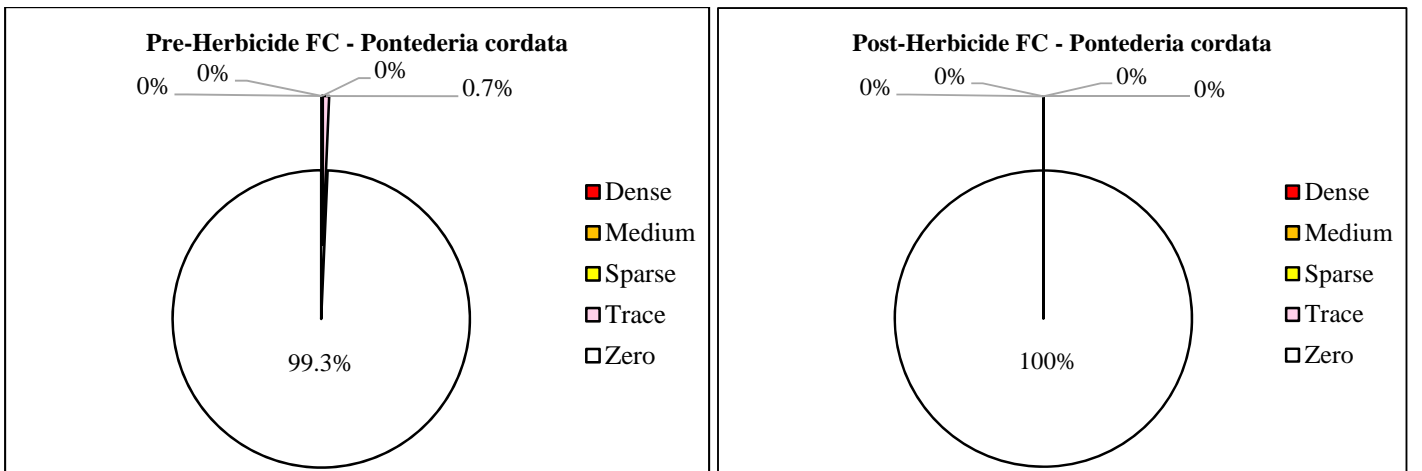 Pre-Herbicide FC - Pontederia cordata
0%
0%
0%
0.7%
99.3%
Dense
Medium
Sparse
Trace
Zero
Post-Herbicide FC - Pontederia cordata
0%
0%
0%
0%
100%
Dense
Medium
Sparse
Trace
Zero